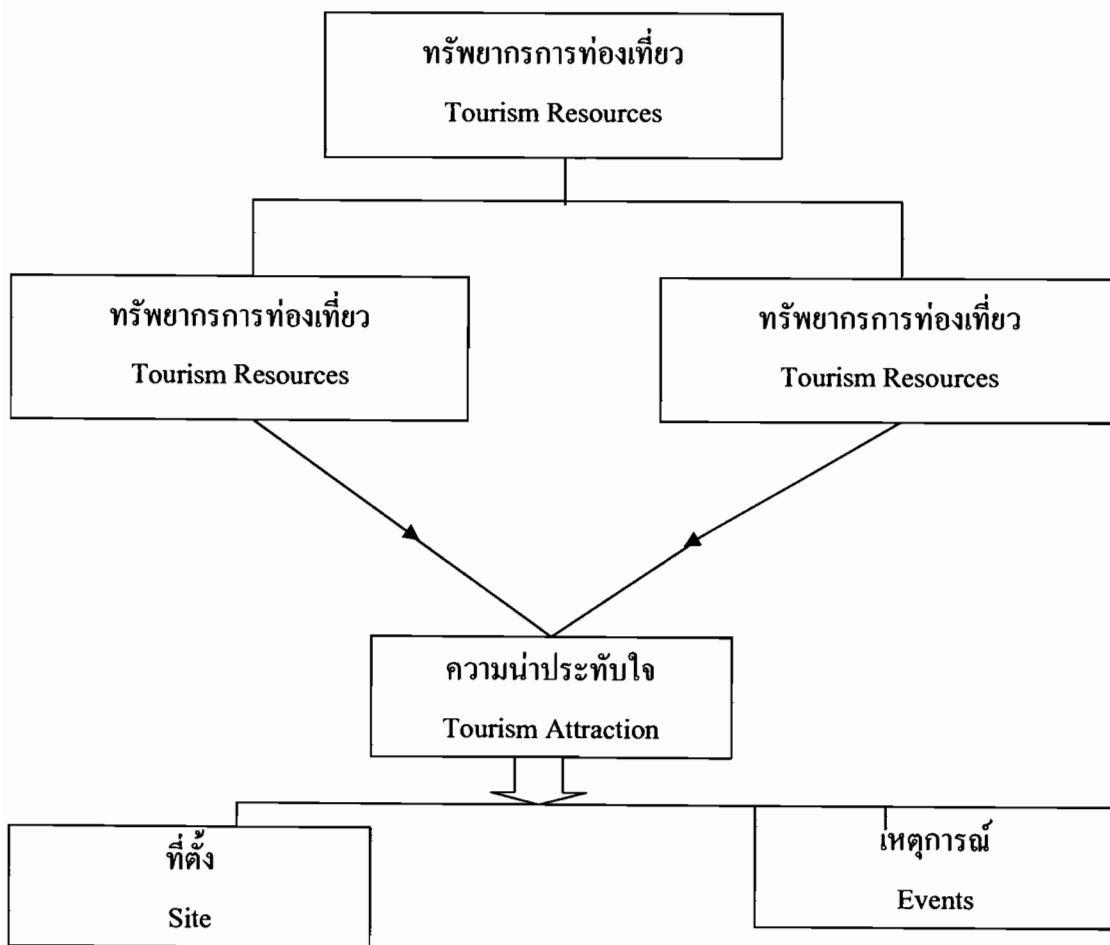 ทรัพยากรการท่องเที่ยว
Tourism Resources
ทรัพยากรการท่องเที่ยว
Tourism Resources
ทรัพยากรการท่องเที่ยว
Tourism Resources
ความน่าประทับใจ
Tourism Attraction
ที่ตั้ง
Site
เหตุการณ์
Events